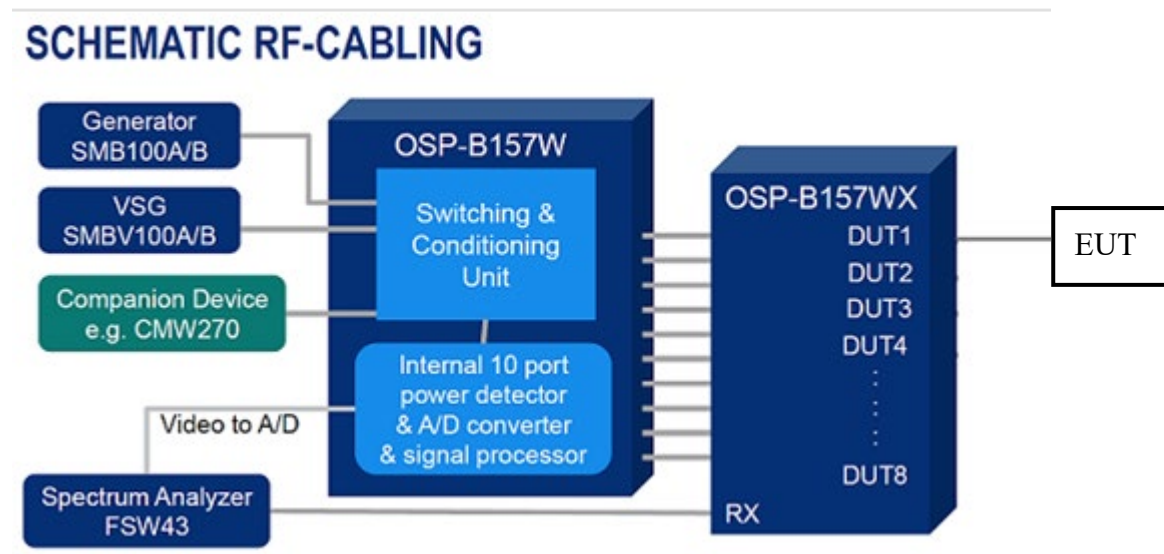 SCHEMATIC RF-CABLING
Generator
SMB100A/B
VSG
SMBV100A/B
Companion Device
e.g. CMW270
Spectrum Analyzer
FSW43
Video to A/D
OSP-B157W
Switching &
Conditioning
Unit
Internal 10 port
power detector
& A/D converter
& signal processor
OSP-B157WX
DUT1
DUT2
DUT3
DUT4
DUT8
RX
EUT